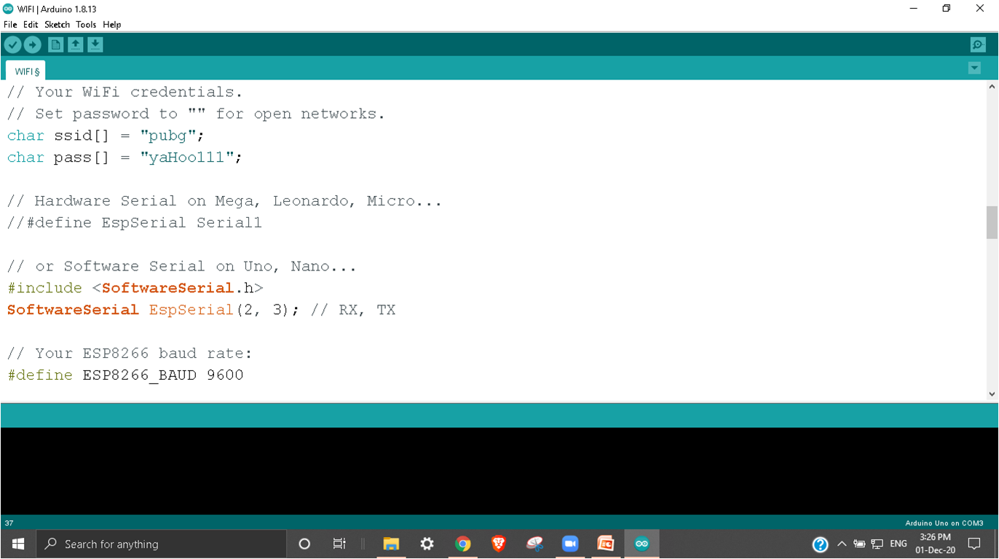 WIFI | Arduino 1.8.13
File Edit Sketch Tools Help
WIFI §
// Your WiFi credentials.
// Set password to "" for open networks.
char ssid[] = "pubg";
char pass[] = "yaHoo111";
// Hardware Serial on Mega, Leonardo, Micro...
//#define EspSerial Serial1
// or Software Serial on Uno, Nano...
#include <SoftwareSerial.h>
SoftwareSerial EspSerial(2, 3); // RX, TX
// Your ESP8266 baud rate:
#define ESP8266_BAUD 9600
37
Arduino Uno on COM3
Search for anything
ENG
3:26 PM
01-Dec-20